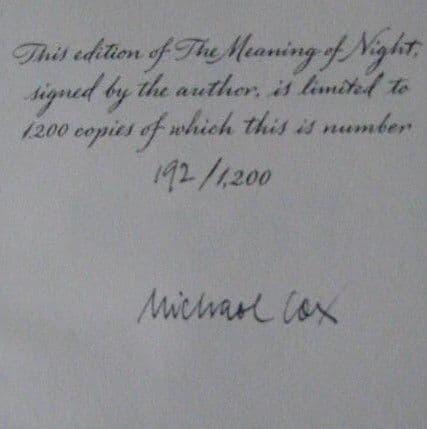 This edition of The Meaning of Night,
signed by the author, is limited to
1200 copies of which this is number
192/1,200
Michael Cox